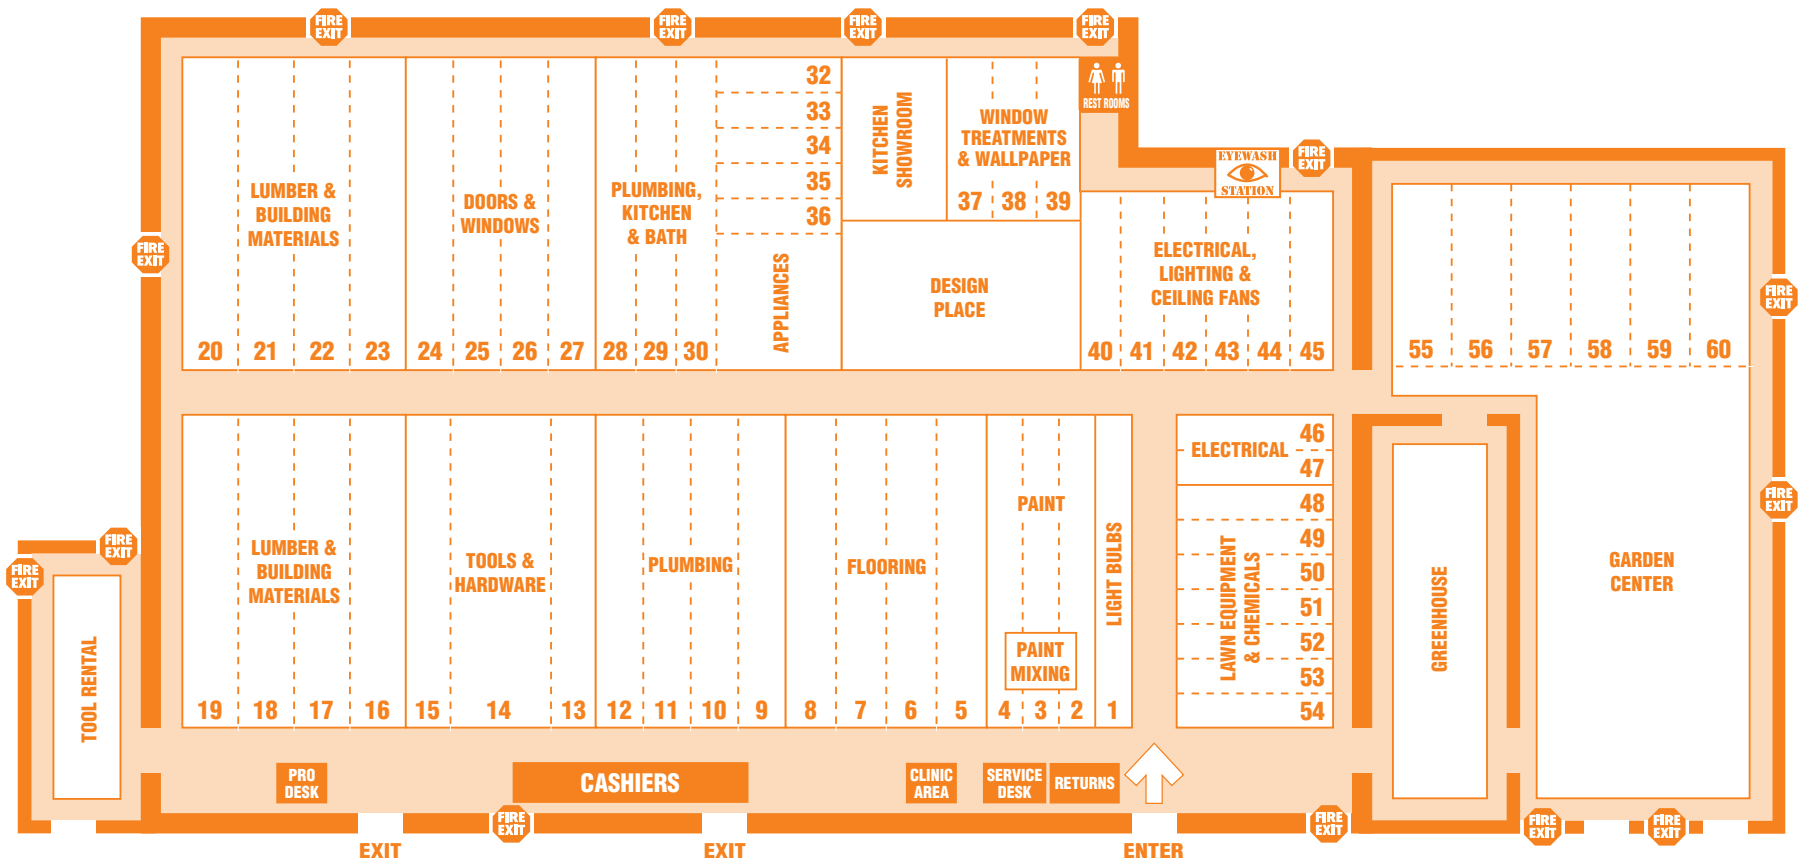 FIRE
EXIT
FIRE
EXIT
FIRE
EXIT
FIRE
EXIT
REST ROOMS
EYEWASH
STATION
FIRE
EXIT
FIRE
EXIT
LUMBER &
BUILDING
MATERIALS
20 21 22 23
DOORS &
WINDOWS
24 25 26 27
PLUMBING,
KITCHEN
& BATH
28 29 30
32
33
34
35
36
APPLIANCES
KITCHEN
SHOWROOM
WINDOW
TREATMENTS
& WALLPAPER
37 38 39
DESIGN
PLACE
ELECTRICAL,
LIGHTING &
CEILING FANS
40 41 42 43 44 45
55 56 57 58 59 60
FIRE
EXIT
FIRE
EXIT
FIRE
EXIT
FIRE
EXIT
TOOL RENTAL
LUMBER &
BUILDING
MATERIALS
19 18 17 16
TOOLS &
HARDWARE
15 14 13
PLUMBING
12 11 10 9
FLOORING
8 7 6 5
PAINT
PAINT
MIXING
4 3 2
LIGHT BULBS
1
ELECTRICAL
46
47
48
49
50
51
52
53
54
LAWN EQUIPMENT
& CHEMICALS
GREENHOUSE
GARDEN
CENTER
PRO
DESK
CASHIERS
CLINIC
AREA
SERVICE
DESK
RETURNS
FIRE
EXIT
FIRE
EXIT
FIRE
EXIT
FIRE
EXIT
EXIT
EXIT
ENTER